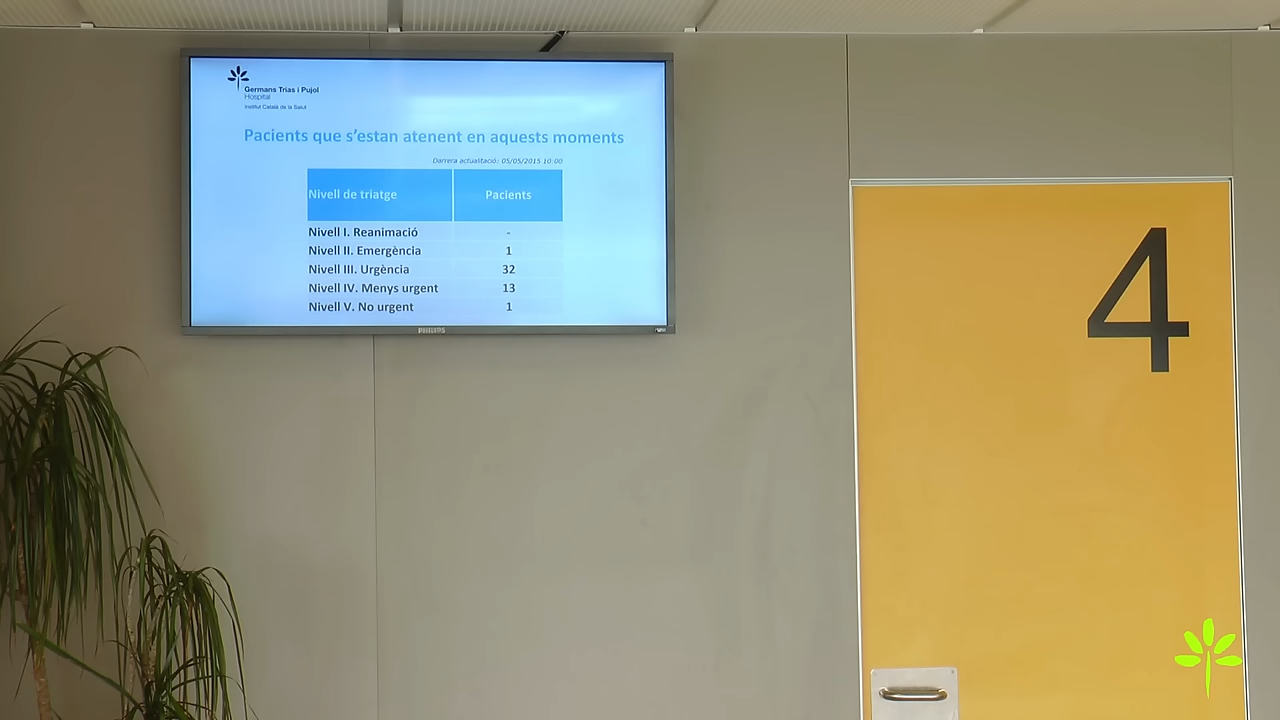 Germans Trias i Pujol
Hospital
Institut Català de la Salut
Pacients que s'estan atenent en aquests moments
Darrera actualitació: 05/05/2015 10:00
Nivell de triatge Pacients
Nivell I. Reanimació -
Nivell II. Emergència 1
Nivell III. Urgència 32
Nivell IV. Menys urgent 13
Nivell V. No urgent 1
PHILIPS
4